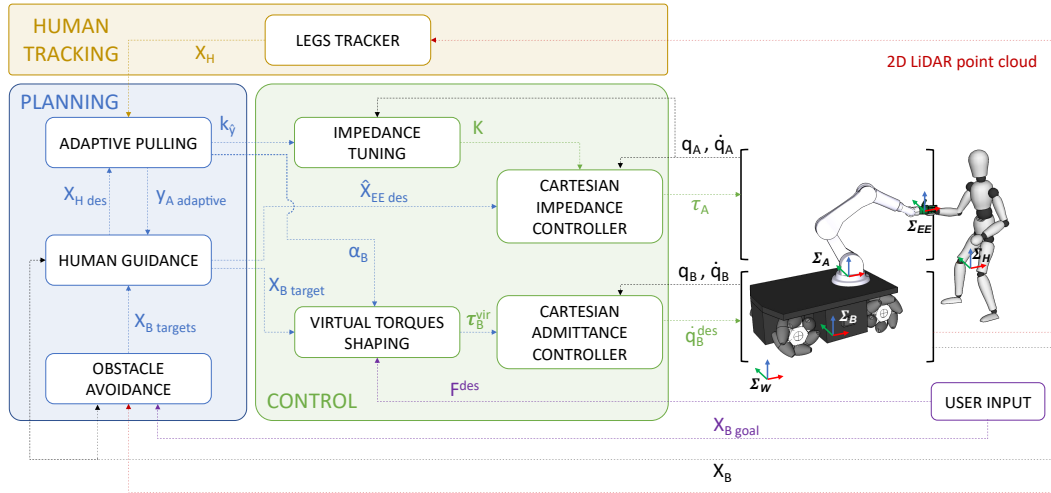 HUMAN
TRACKING
LEGS TRACKER
X_H
2D LiDAR point cloud
PLANNING
ADAPTIVE PULLING
k_ŷ
IMPEDANCE
TUNING
K
q_A , q̇_A
X_H des
y_A adaptive
X̂_EE des
CARTESIAN
IMPEDANCE
CONTROLLER
τ_A
Σ_EE
Σ_A
Σ_H
HUMAN GUIDANCE
α_B
X_B target
q_B , q̇_B
X_B targets
VIRTUAL TORQUES
SHAPING
τ_B^vir
CARTESIAN
ADMITTANCE
CONTROLLER
q̇_B^des
Σ_B
Σ_W
OBSTACLE
AVOIDANCE
CONTROL
F^des
USER INPUT
X_B goal
X_B